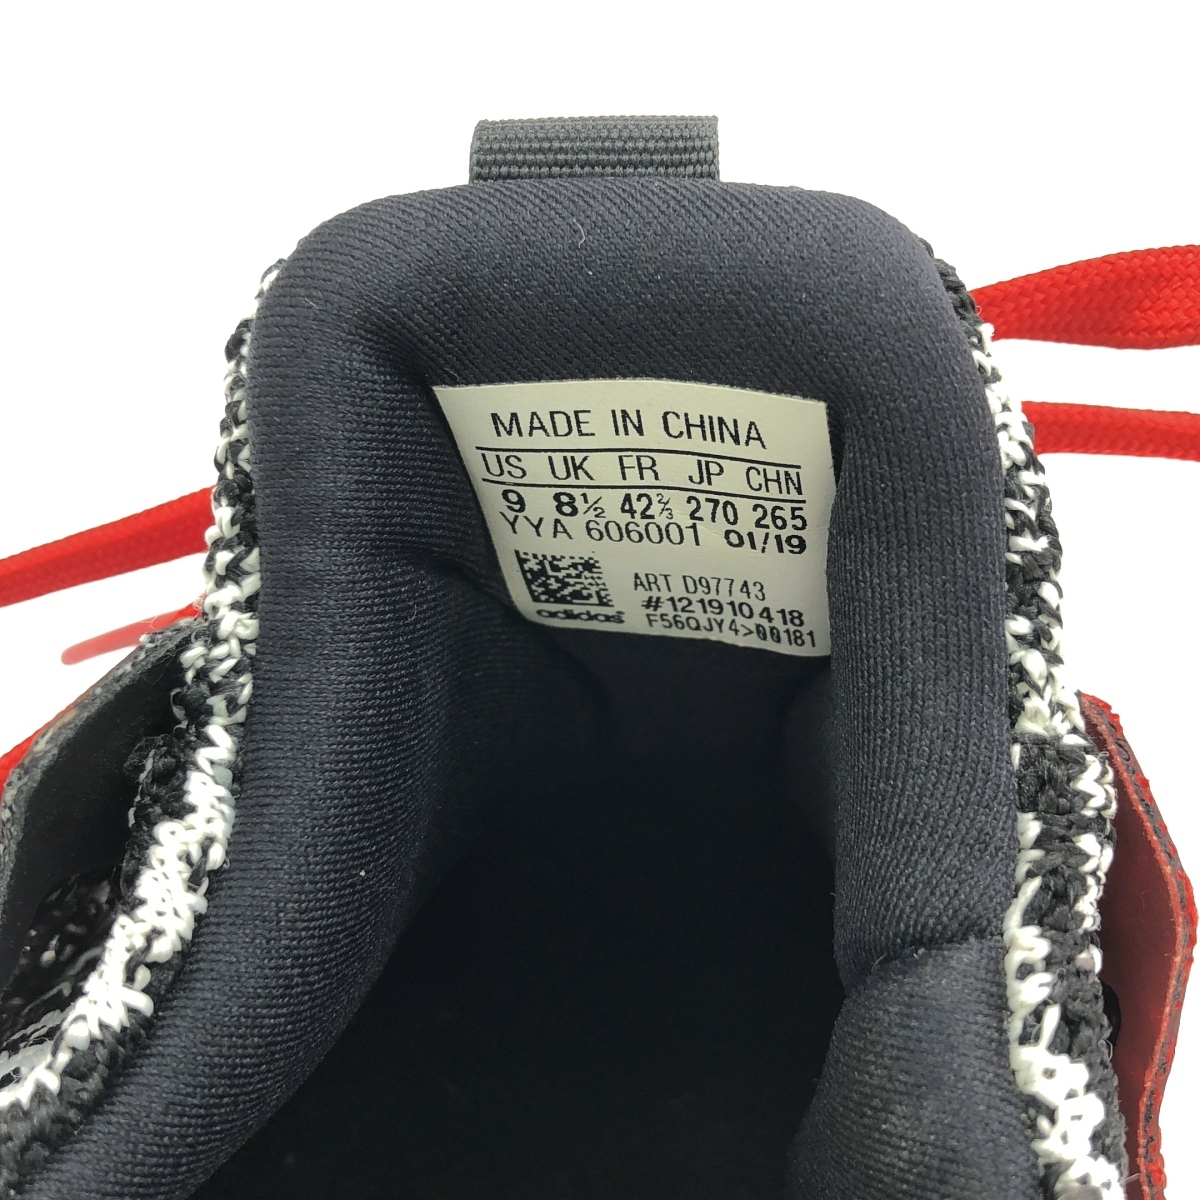 MADE IN CHINA
US UK FR JP CHN
9 8½ 42⅔ 270 265
YYA 606001 01/19
ART D97743
#121910418
adidas F56QJY4>00181